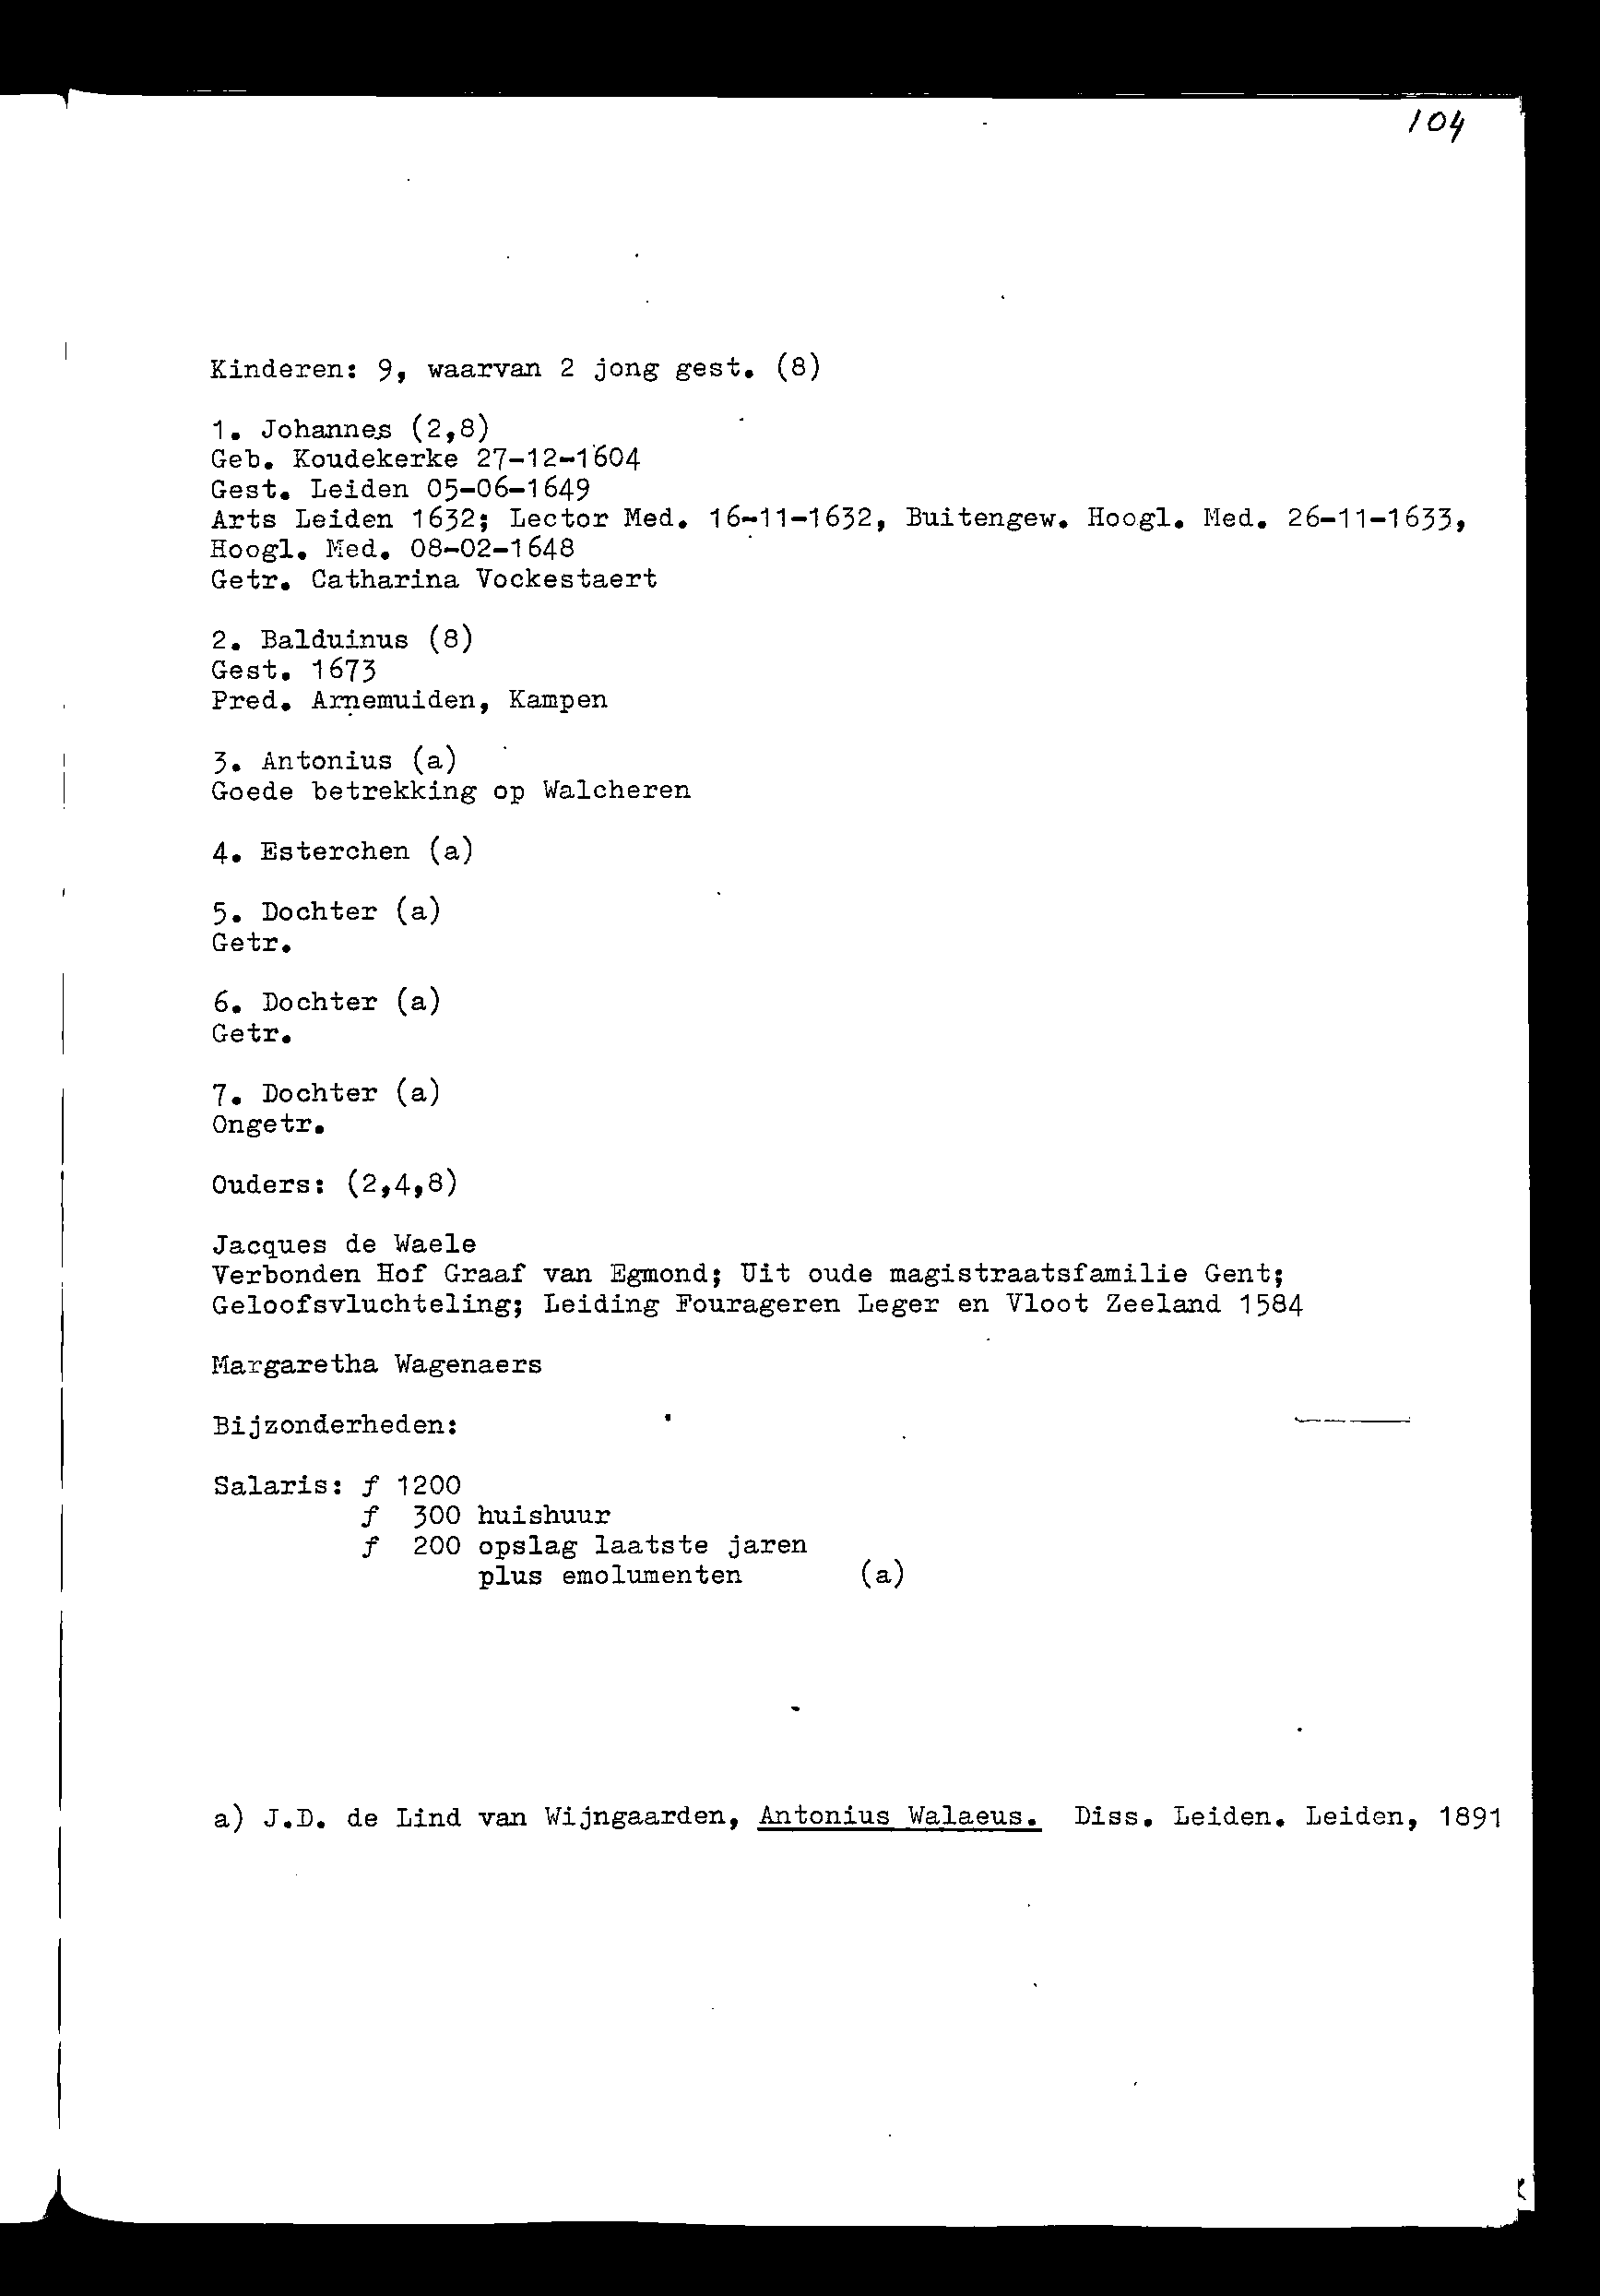 104
Kinderen: 9, waarvan 2 jong gest. (8)
1. Johannes (2,8)
Geb. Koudekerke 27-12-1604
Gest. Leiden 05-06-1649
Arts Leiden 1632; Lector Med. 16-11-1632, Buitengew. Hoogl. Med. 26-11-1633,
Hoogl. Med. 08-02-1648
Getr. Catharina Vockestaert
2. Balduinus (8)
Gest. 1673
Pred. Arnemuiden, Kampen
3. Antonius (a)
Goede betrekking op Walcheren
4. Esterchen (a)
5. Dochter (a)
Getr.
6. Dochter (a)
Getr.
7. Dochter (a)
Ongetr.
Ouders: (2,4,8)
Jacques de Waele
Verbonden Hof Graaf van Egmond; Uit oude magistraatsfamilie Gent;
Geloofsvluchteling; Leiding Fourageren Leger en Vloot Zeeland 1584
Margaretha Wagenaers
Bijzonderheden:
Salaris: f 1200
f 300 huishuur
f 200 opslag laatste jaren
plus emolumenten (a)
a) J.D. de Lind van Wijngaarden, Antonius Walaeus. Diss. Leiden. Leiden, 1891